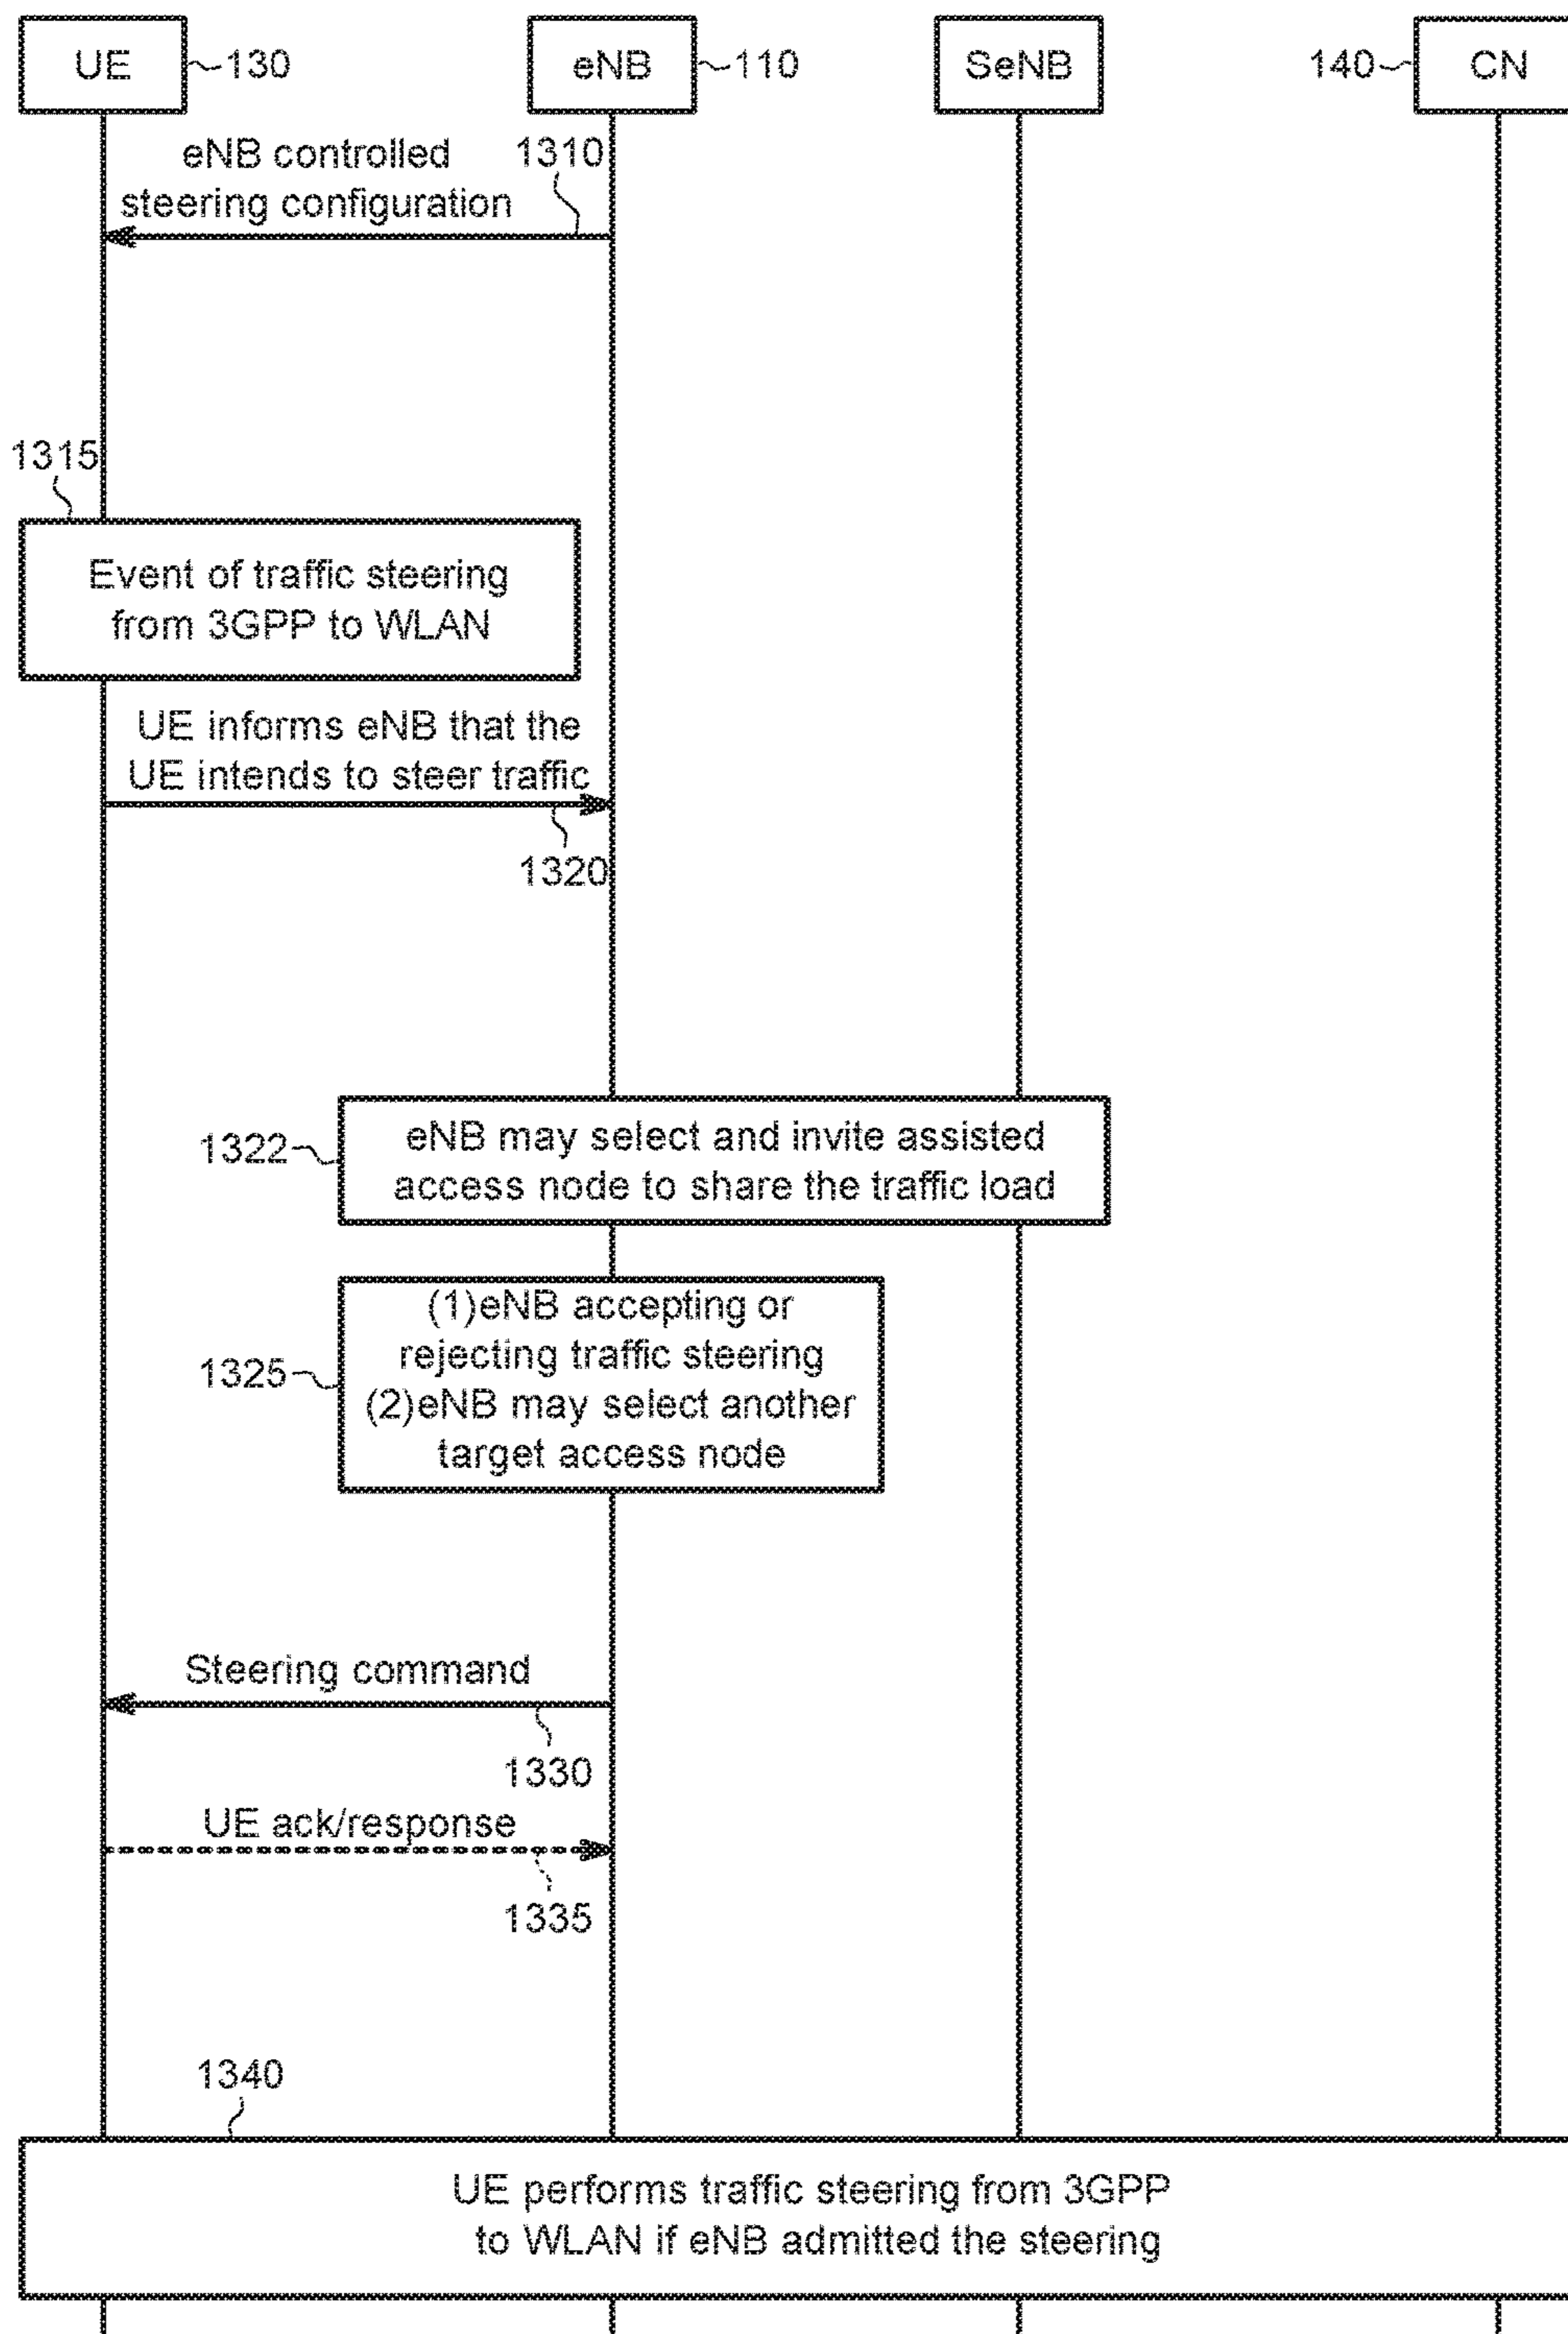 UE
130
eNB
110
SeNB
140
CN
eNB controlled
steering configuration
1310
1315
Event of traffic steering
from 3GPP to WLAN
UE informs eNB that the
UE intends to steer traffic
1320
1322
eNB may select and invite assisted
access node to share the traffic load
1325
(1)eNB accepting or
rejecting traffic steering
(2)eNB may select another
target access node
Steering command
1330
UE ack/response
1335
1340
UE performs traffic steering from 3GPP
to WLAN if eNB admitted the steering